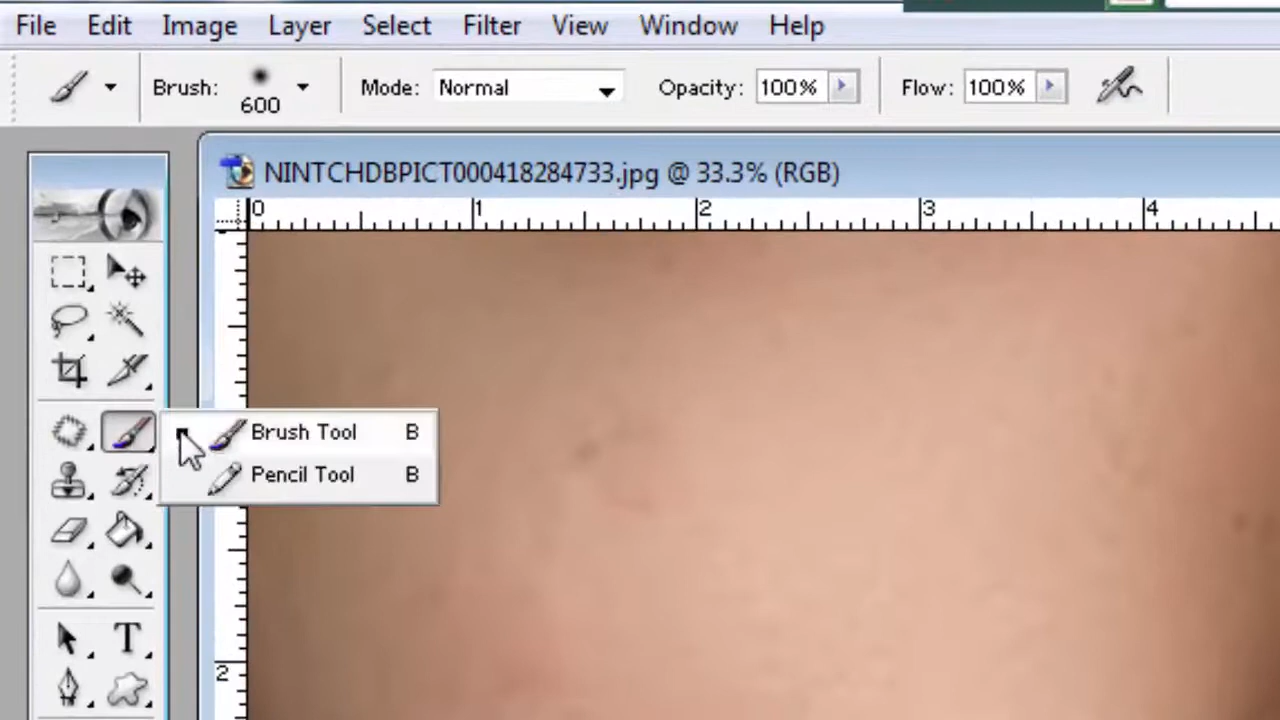 File Edit Image Layer Select Filter View Window Help
Brush: 600 Mode: Normal Opacity: 100% Flow: 100%
NINTCHDBPICT000418284733.jpg @ 33.3% (RGB)
0 1 2 3 4
Brush Tool B
Pencil Tool B
T
2